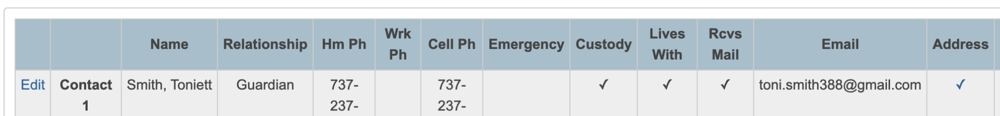 Name Relationship Hm Ph Wrk Ph Cell Ph Emergency Custody Lives With Rcvs Mail Email Address
Edit Contact 1 Smith, Toniett Guardian 737-237- 737-237- ✓ ✓ ✓ toni.smith388@gmail.com ✓